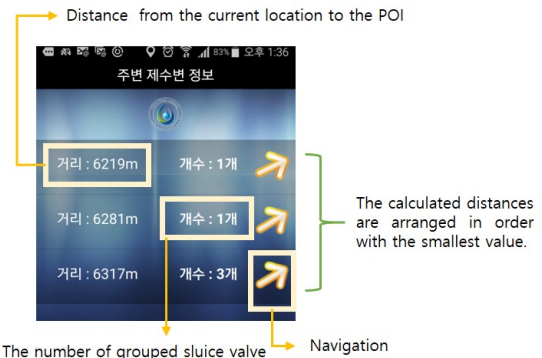 Distance from the current location to the POI
83% 오후 1:36
주변 제수변 정보
거리 : 6219m 개수 : 1개
거리 : 6281m 개수 : 1개
거리 : 6317m 개수 : 3개
The calculated distances
are arranged in order
with the smallest value.
The number of grouped sluice valve
Navigation